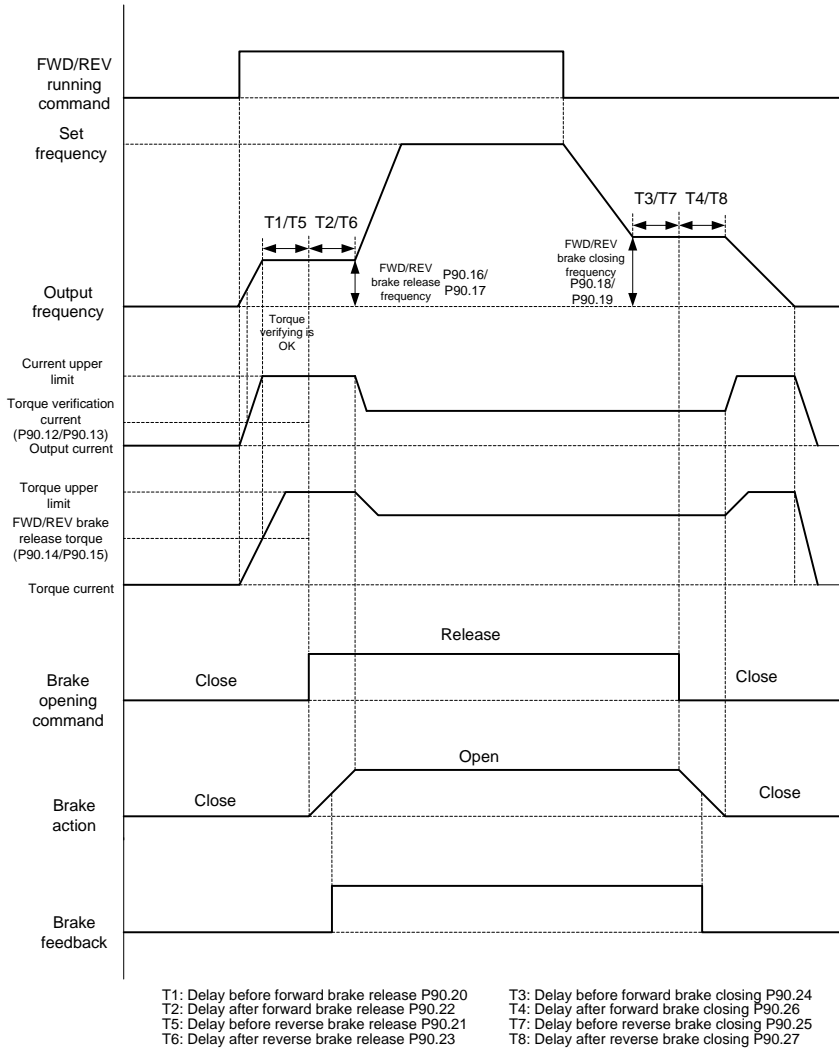 FWD/REV
running
command
Set
frequency
T1/T5
T2/T6
T3/T7
T4/T8
FWD/REV
brake release
frequency
P90.16/
P90.17
FWD/REV
brake closing
frequency
P90.18/
P90.19
Output
frequency
Torque
verifying is
OK
Current upper
limit
Torque verification
current
(P90.12/P90.13)
Output current
Torque upper
limit
FWD/REV brake
release torque
(P90.14/P90.15)
Torque current
Release
Close
Close
Brake
opening
command
Open
Close
Close
Brake
action
Brake
feedback
T1: Delay before forward brake release P90.20
T2: Delay after forward brake release P90.22
T5: Delay before reverse brake release P90.21
T6: Delay after reverse brake release P90.23
T3: Delay before forward brake closing P90.24
T4: Delay after forward brake closing P90.26
T7: Delay before reverse brake closing P90.25
T8: Delay after reverse brake closing P90.27